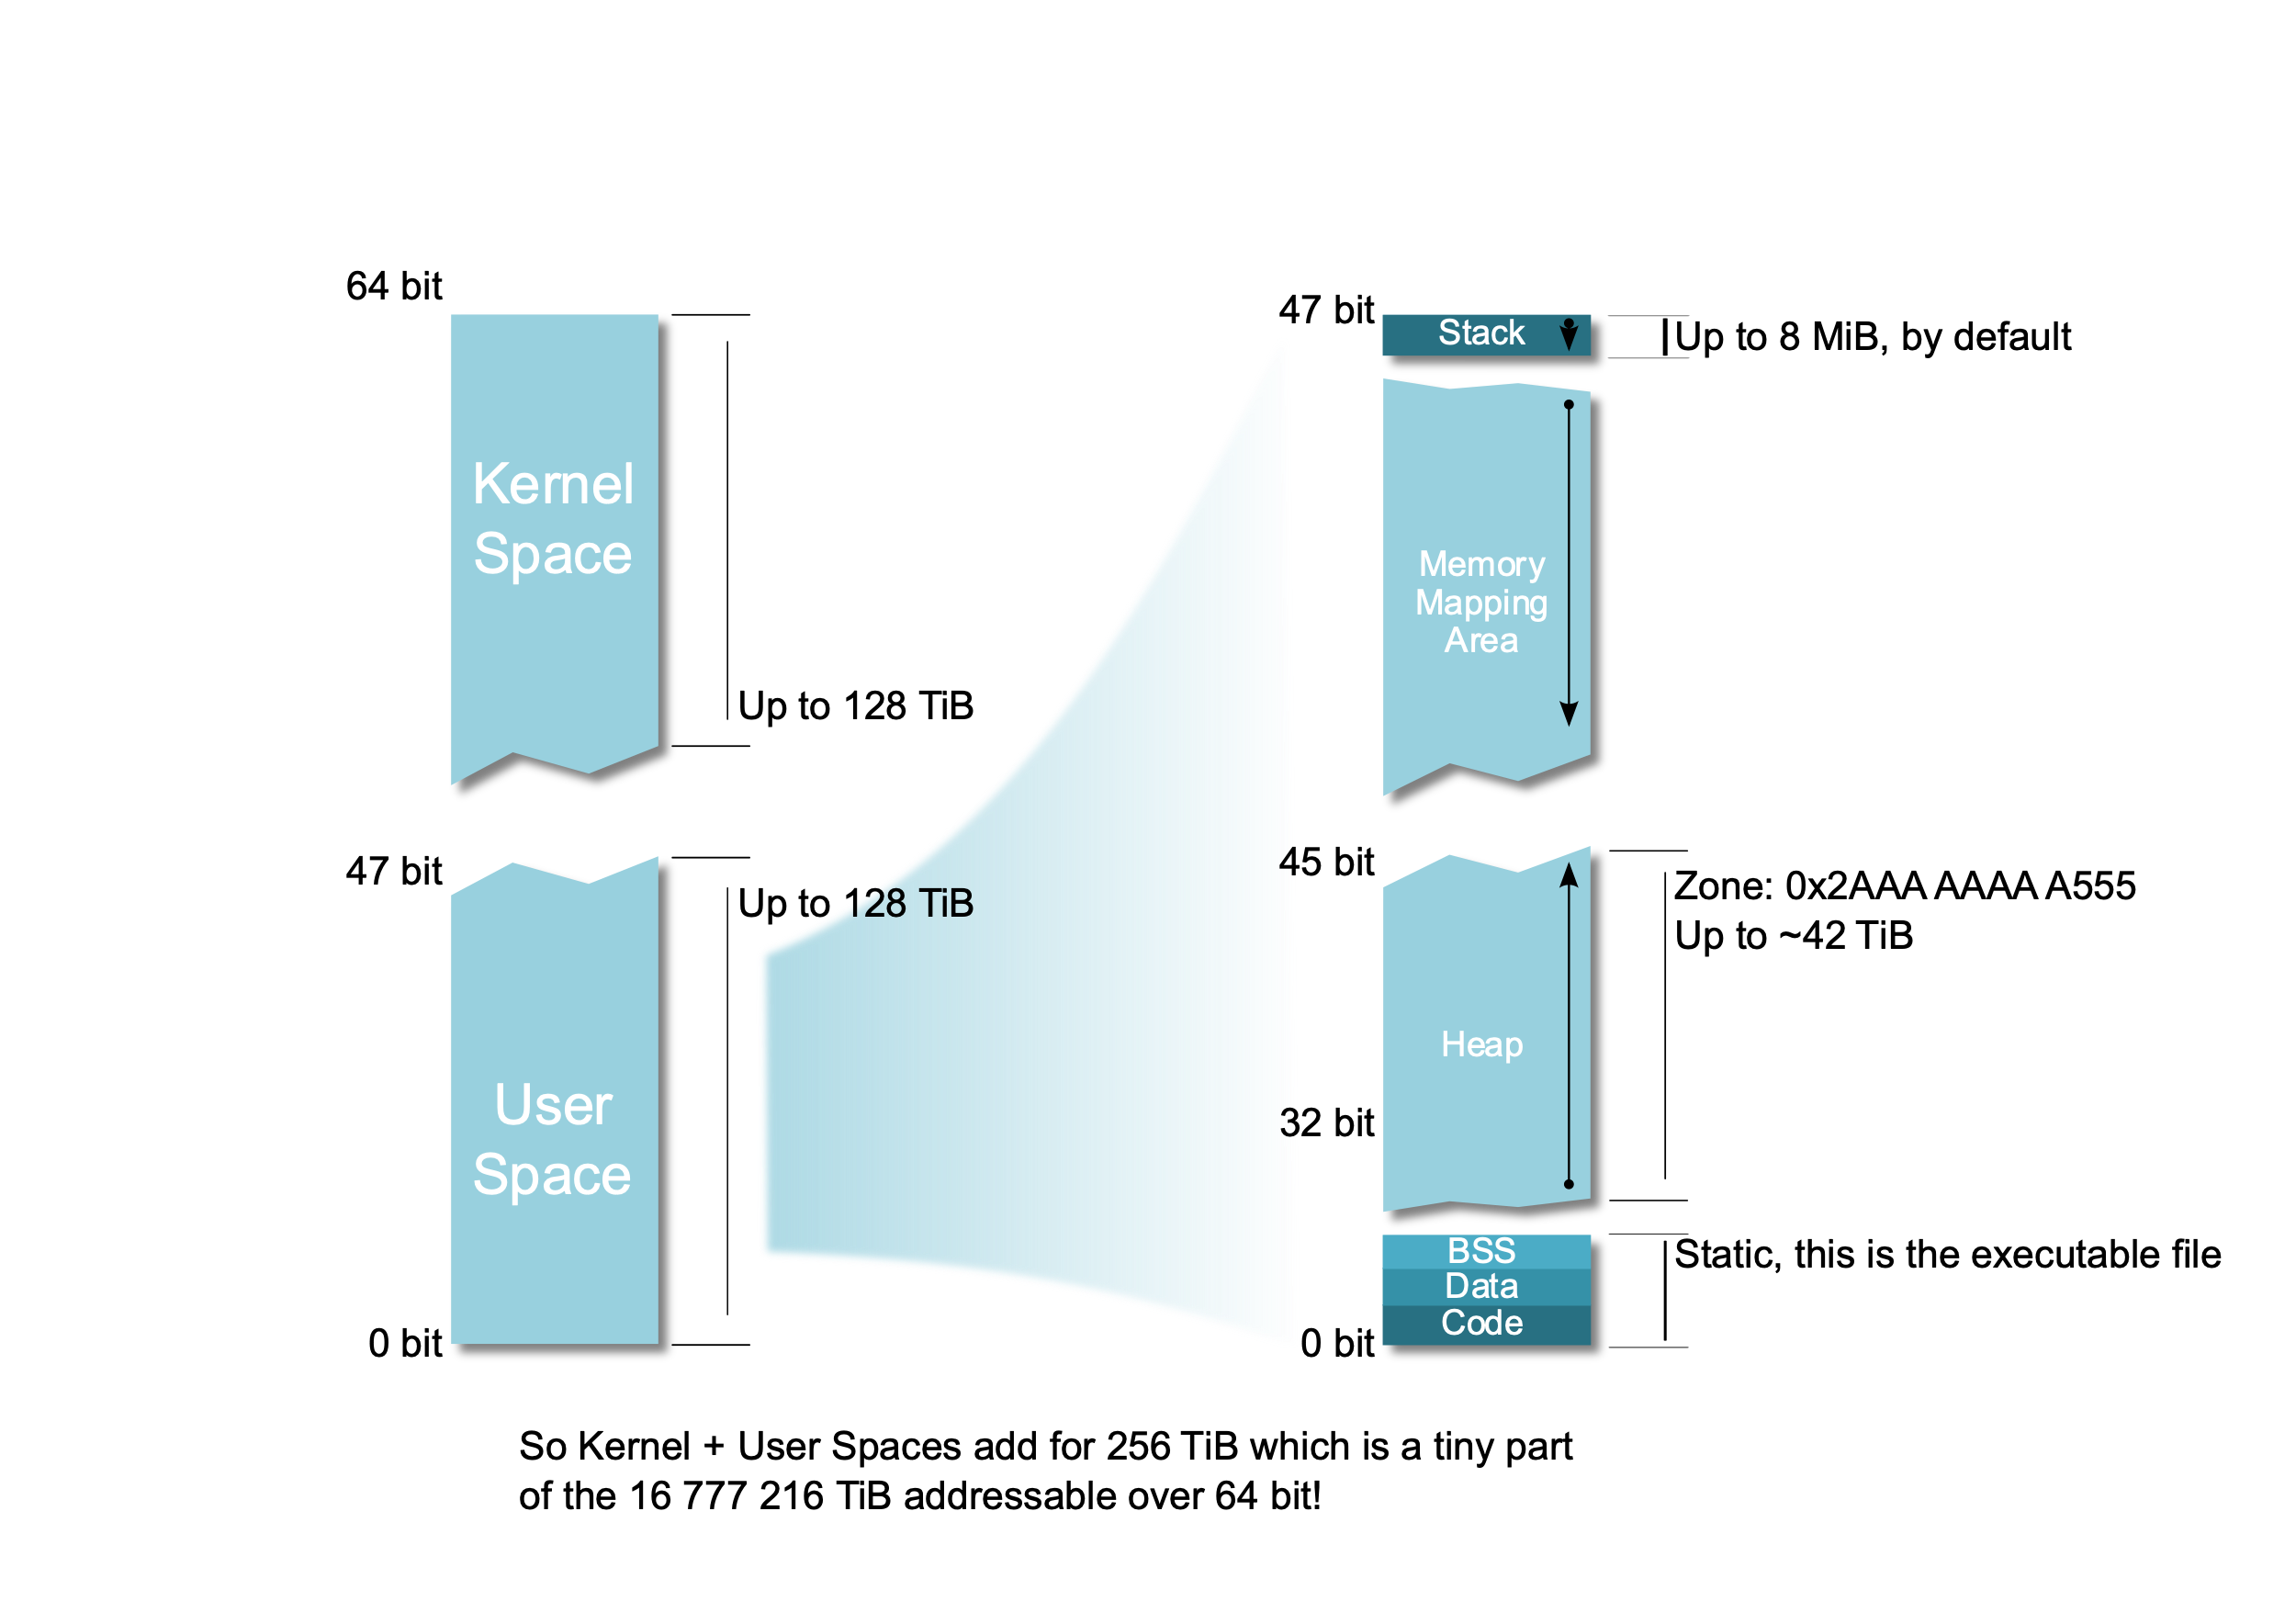 64 bit
Kernel
Space
Up to 128 TiB
47 bit
Up to 128 TiB
User
Space
0 bit
47 bit
Stack
Up to 8 MiB, by default
Memory
Mapping
Area
45 bit
Zone: 0x2AAA AAAA A555
Up to ~42 TiB
Heap
32 bit
BSS
Static, this is the executable file
Data
Code
0 bit
So Kernel + User Spaces add for 256 TiB which is a tiny part
of the 16 777 216 TiB addressable over 64 bit!